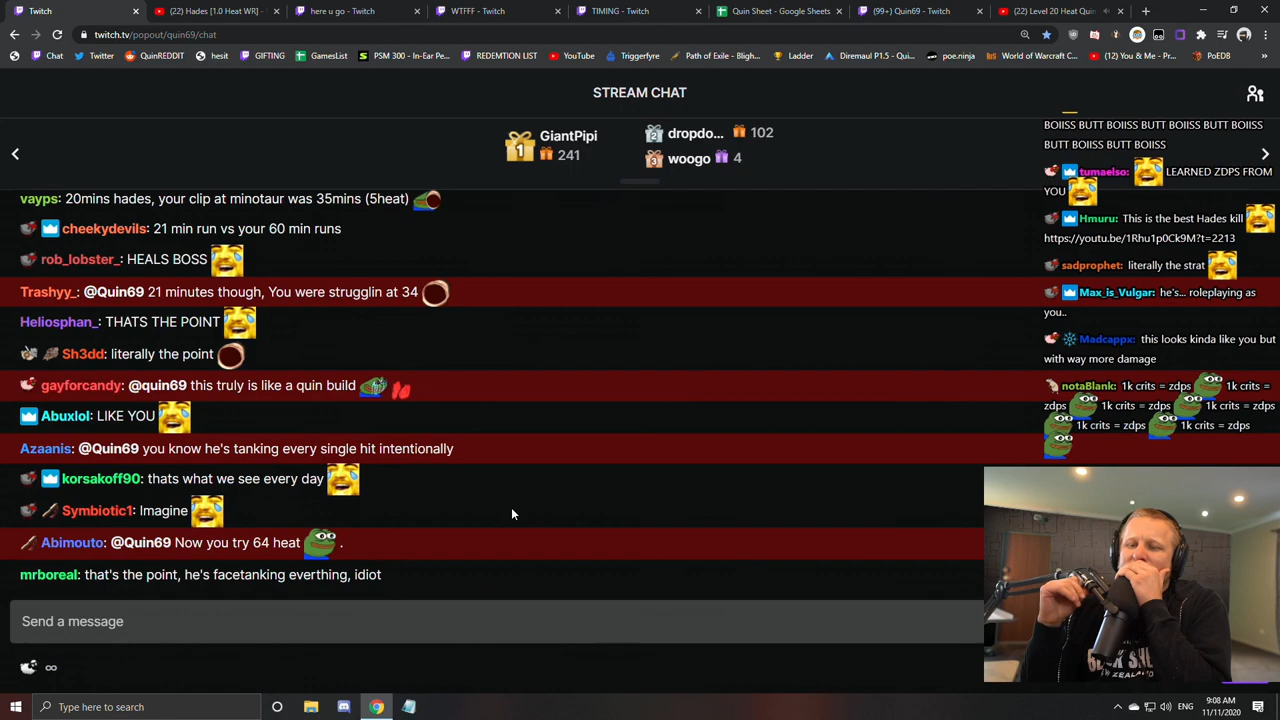 Twitch
(22) Hades [1.0 Heat WR] -
here u go - Twitch
WTFFF - Twitch
TIMING - Twitch
Quin Sheet - Google Sheets
(99+) Quin69 - Twitch
(22) Level 20 Heat Quin
twitch.tv/popout/quin69/chat
Chat
Twitter
QuinREDDIT
hesit
GIFTING
GamesList
PSM 300 - In-Ear Pe...
REDEMTION LIST
YouTube
Triggerfyre
Path of Exile - Bligh...
Ladder
Diremaul P1.5 - Qui...
poe.ninja
World of Warcraft C...
(12) You & Me - Pr...
PoEDB
STREAM CHAT
1 GiantPipi
241
2 dropdo... 102
3 woogo 4
vayps: 20mins hades, your clip at minotaur was 35mins (5heat)
cheekydevils: 21 min run vs your 60 min runs
rob_lobster_: HEALS BOSS
Trashyy_: @Quin69 21 minutes though, You were strugglin at 34
Heliosphan_: THATS THE POINT
Sh3dd: literally the point
gayforcandy: @quin69 this truly is like a quin build
Abuxlol: LIKE YOU
Azaanis: @Quin69 you know he's tanking every single hit intentionally
korsakoff90: thats what we see every day
Symbiotic1: Imagine
Abimouto: @Quin69 Now you try 64 heat .
mrboreal: that's the point, he's facetanking everthing, idiot
Send a message
∞
BOIISS BUTT BOIISS BUTT BOIISS BUTT BOIISS
BUTT BOIISS BUTT BOIISS
tumaelso: LEARNED ZDPS FROM
YOU
Hmuru: This is the best Hades kill
https://youtu.be/1Rhu1p0Ck9M?t=2213
sadprophet: literally the strat
Max_is_Vulgar: he's... roleplaying as
you..
Madcappx: this looks kinda like you but
with way more damage
notaBlank: 1k crits = zdps 1k crits =
zdps 1k crits = zdps 1k crits = zdps
1k crits = zdps 1k crits = zdps
Type here to search
ENG
9:08 AM
11/11/2020